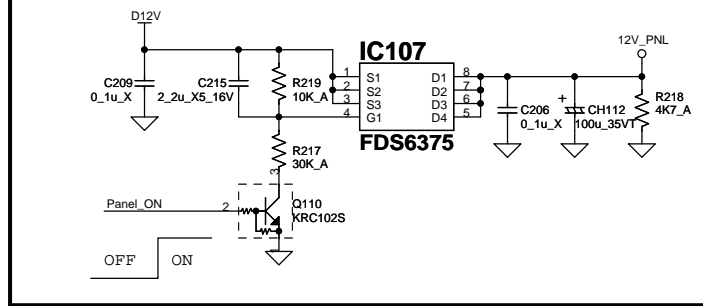 D12V
12V_PNL
IC107
C209
0_1u_X
C215
2_2u_X5_16V
R219
10K_A
1 S1 D1 8
2 S2 D2 7
3 S3 D3 6
4 G1 D4 5
FDS6375
C206
0_1u_X
+
CH112
100u_35VT
R218
4K7_A
R217
30K_A
3
Panel_ON
2
Q110
KRC102S
OFF ON